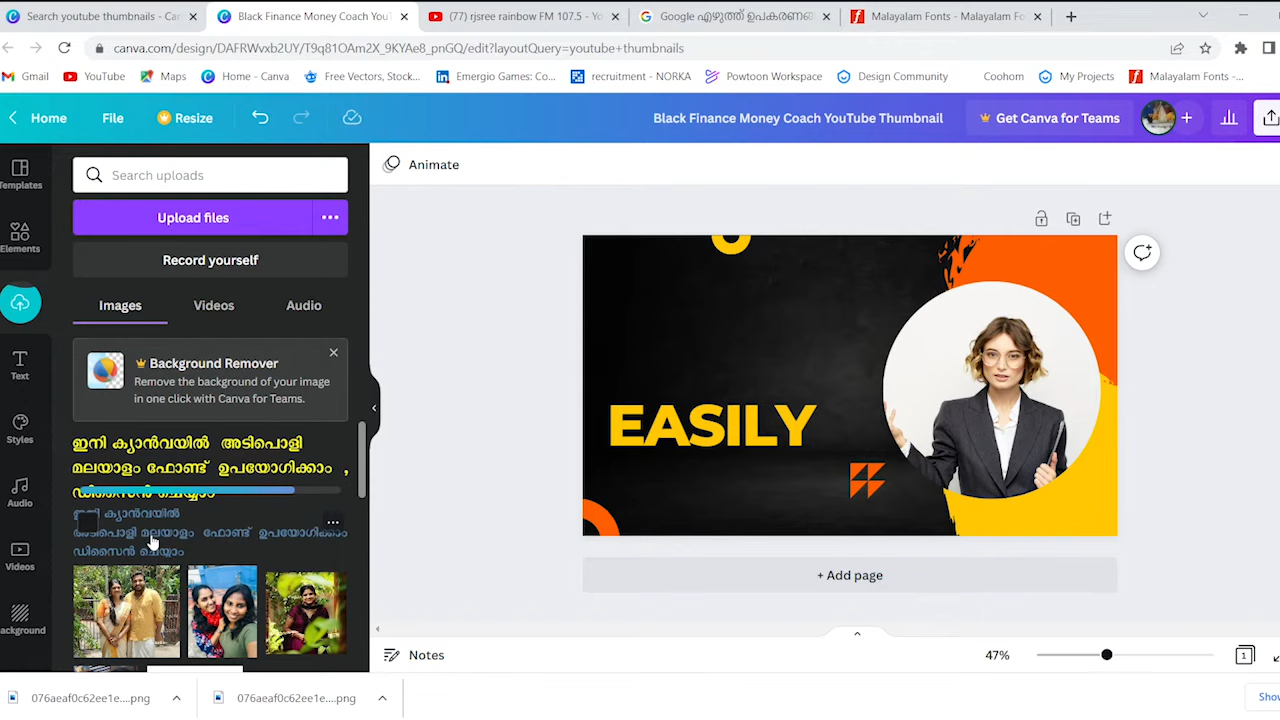 Search youtube thumbnails - Can
Black Finance Money Coach YouT
(77) rjsree rainbow FM 107.5 - Yo
Google എഴുത്ത് ഉപകരണങ്ങ
Malayalam Fonts - Malayalam Fo
canva.com/design/DAFRWvxb2UY/T9q81OAm2X_9KYAe8_pnGQ/edit?layoutQuery=youtube+thumbnails
Gmail
YouTube
Maps
Home - Canva
Free Vectors, Stock...
Emergio Games: Co...
recruitment - NORKA
Powtoon Workspace
Design Community
Coohom
My Projects
Malayalam Fonts -...
Home
File
Resize
Black Finance Money Coach YouTube Thumbnail
Get Canva for Teams
Templates
Elements
Text
Styles
Audio
Videos
ackground
Search uploads
Upload files
Record yourself
Images
Videos
Audio
Background Remover
Remove the background of your image
in one click with Canva for Teams.
ഇനി ക്യാൻവയിൽ അടിപൊളി
മലയാളം ഫോണ്ട് ഉപയോഗിക്കാം ,
ഡിസൈൻ ചെയ്യാം
ഇനി ക്യാൻവയിൽ
അടിപൊളി മലയാളം ഫോണ്ട് ഉപയോഗിക്കാം
ഡിസൈൻ ചെയ്യാം
Animate
EASILY
+ Add page
Notes
47%
1
076aeaf0c62ee1e....png
076aeaf0c62ee1e....png
Show